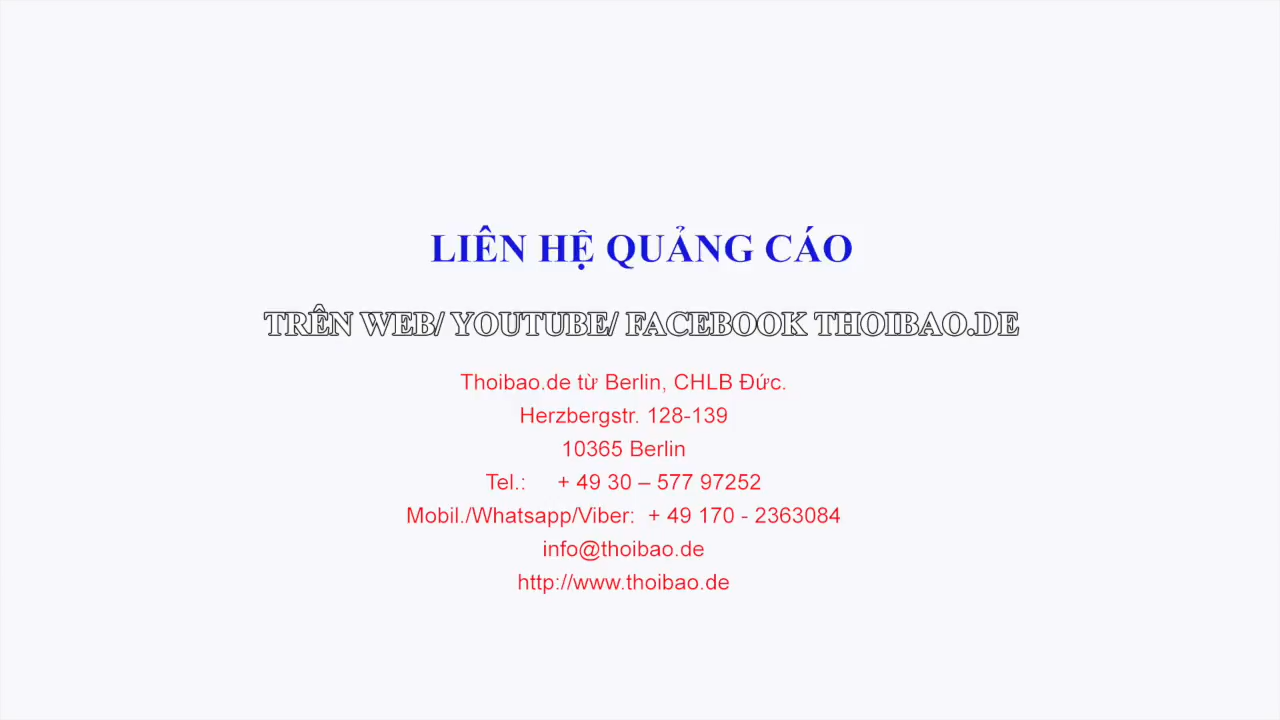 LIÊN HỆ QUẢNG CÁO
TRÊN WEB/ YOUTUBE/ FACEBOOK THOIBAO.DE
Thoibao.de từ Berlin, CHLB Đức.
Herzbergstr. 128-139
10365 Berlin
Tel.: + 49 30 – 577 97252
Mobil./Whatsapp/Viber: + 49 170 - 2363084
info@thoibao.de
http://www.thoibao.de